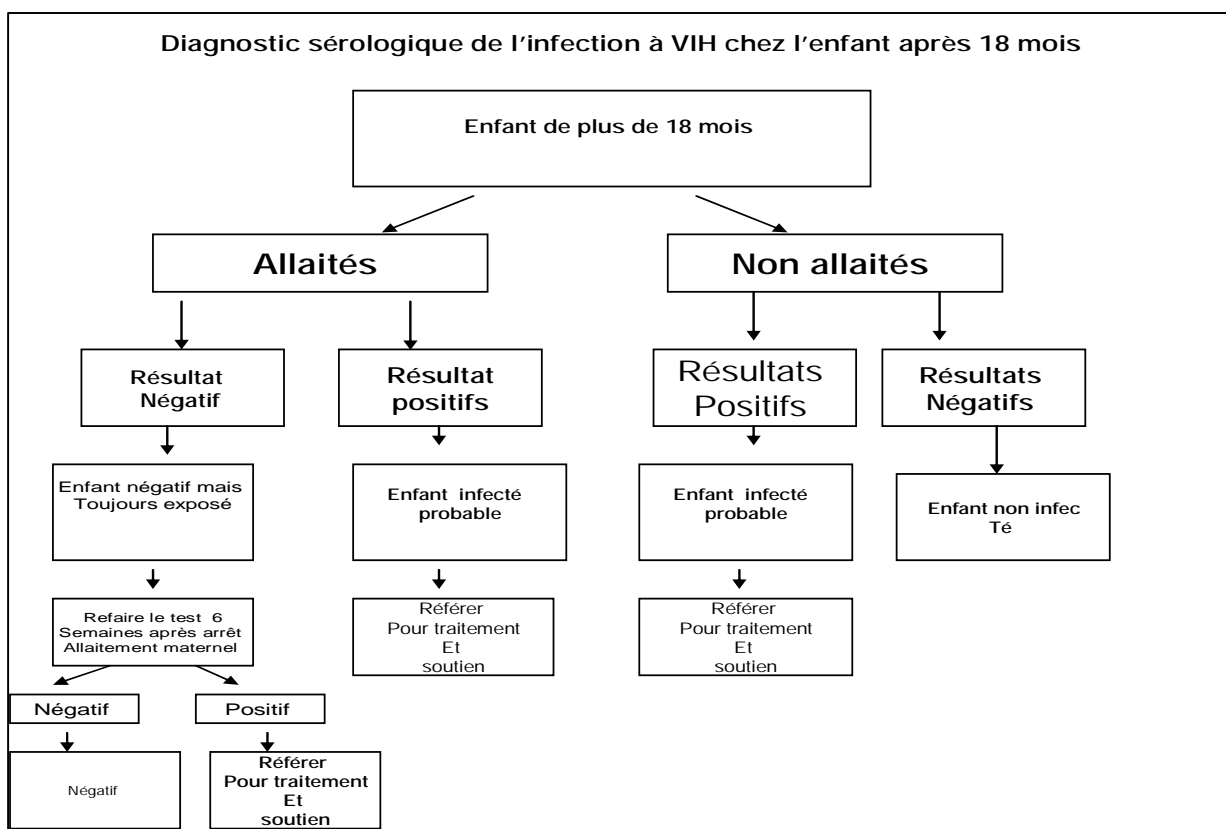 Diagnostic sérologique de l'infection à VIH chez l'enfant après 18 mois
Enfant de plus de 18 mois
Allaités
Non allaités
Résultat
Négatif
Résultat
positifs
Résultats
Positifs
Résultats
Négatifs
Enfant négatif mais
Toujours exposé
Enfant infecté
probable
Enfant infecté
probable
Enfant non infec
Té
Refaire le test 6
Semaines après arrêt
Allaitement maternel
Référer
Pour traitement
Et
soutien
Référer
Pour traitement
Et
soutien
Négatif
Positif
Négatif
Référer
Pour traitement
Et
soutien